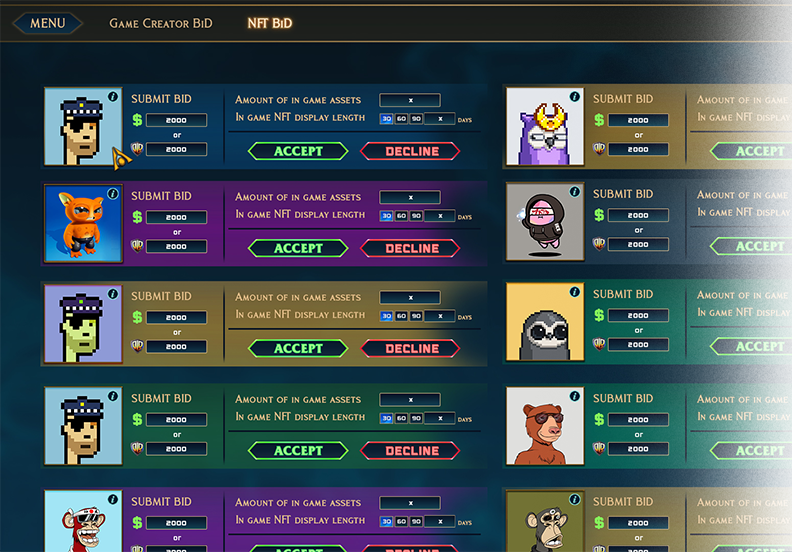 MENU
Game Creator BiD
NFT BiD
SUBMIT BID
Amount of in game assets x
$ 2000
In game NFT display length 30 60 90 x DAYS
or
2000
ACCEPT DECLINE
SUBMIT BID
Amount of in game
$ 2000
In game NFT display
or
2000
ACCEPT
SUBMIT BID
Amount of in game assets x
$ 2000
In game NFT display length 30 60 90 x DAYS
or
2000
ACCEPT DECLINE
SUBMIT BID
Amount of in game
$ 2000
In game NFT display
or
2000
ACCEPT
SUBMIT BID
Amount of in game assets x
$ 2000
In game NFT display length 30 60 90 x DAYS
or
2000
ACCEPT DECLINE
SUBMIT BID
Amount of in game
$ 2000
In game NFT display
or
2000
ACCEPT
SUBMIT BID
Amount of in game assets x
$ 2000
In game NFT display length 30 60 90 x DAYS
or
2000
ACCEPT DECLINE
SUBMIT BID
Amount of in game
$ 2000
In game NFT display
or
2000
ACCEPT
SUBMIT BID
Amount of in game assets x
$ 2000
In game NFT display length 30 60 90 x DAYS
or
2000
ACCEPT DECLINE
SUBMIT BID
Amount of in game
$ 2000
In game NFT display
or
2000
ACCEPT